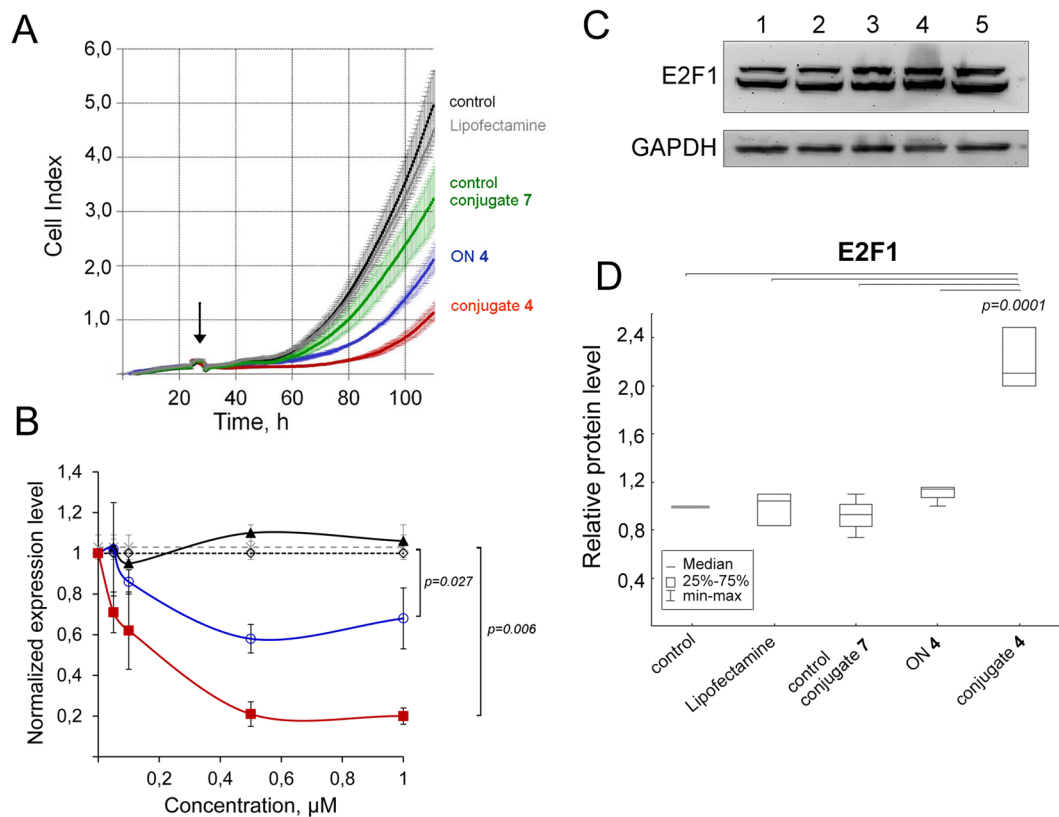 A
6,0
5,0
4,0
3,0
2,0
1,0
Cell Index
20 40 60 80 100
Time, h
control
Lipofectamine
control
conjugate 7
ON 4
conjugate 4
B
1,4
1,2
1
0,8
0,6
0,4
0,2
Normalized expression level
0,2 0,4 0,6 0,8 1
Concentration, µM
p=0.027
p=0.006
C
1 2 3 4 5
E2F1
GAPDH
D
E2F1
p=0.0001
2,4
2,0
1,6
1,2
0,8
0,4
Relative protein level
Median
25%-75%
min-max
control
Lipofectamine
control
conjugate 7
ON 4
conjugate 4